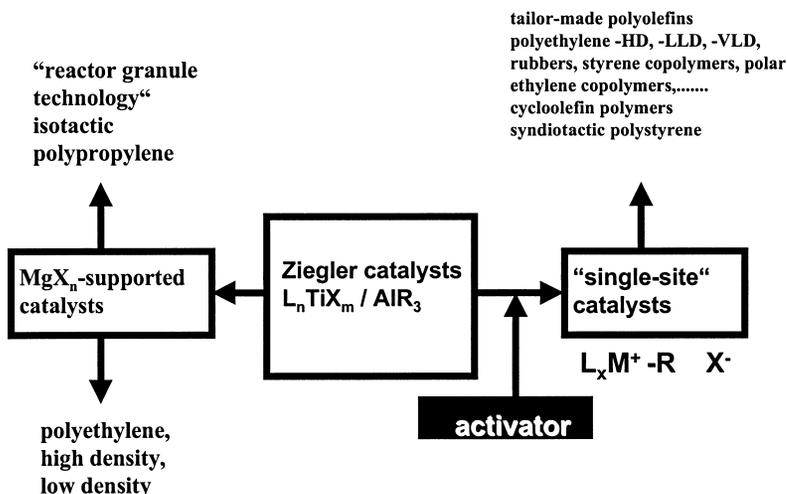 tailor-made polyolefins
polyethylene -HD, -LLD, -VLD,
rubbers, styrene copolymers, polar
ethylene copolymers,.......
cycloolefin polymers
syndiotactic polystyrene
“reactor granule
technology“
isotactic
polypropylene
MgXn-supported
catalysts
Ziegler catalysts
LnTiXm / AlR3
“single-site“
catalysts
LxM+ -R X-
activator
polyethylene,
high density,
low density